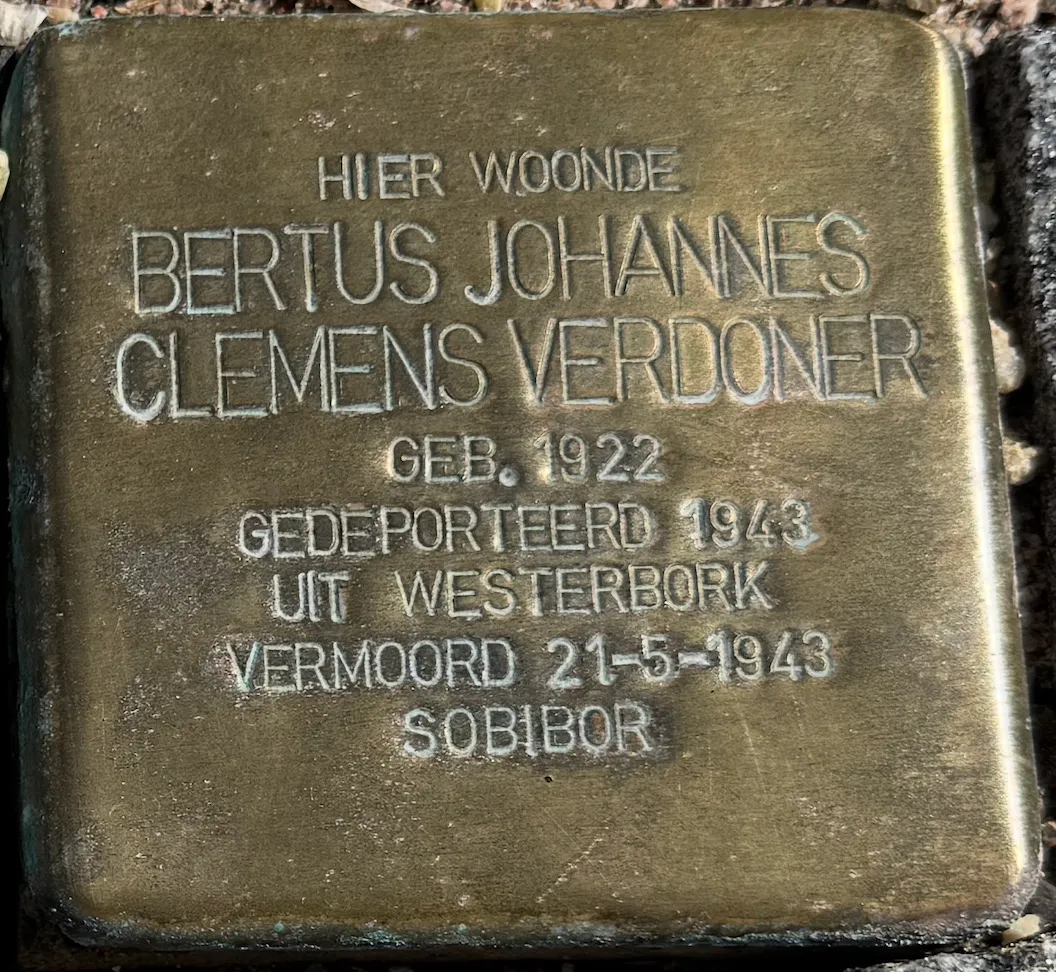 HIER WOONDE
BERTUS JOHANNES
CLEMENS VERDONER
GEB. 1922
GEDEPORTEERD 1943
UIT WESTERBORK
VERMOORD 21-5-1943
SOBIBOR